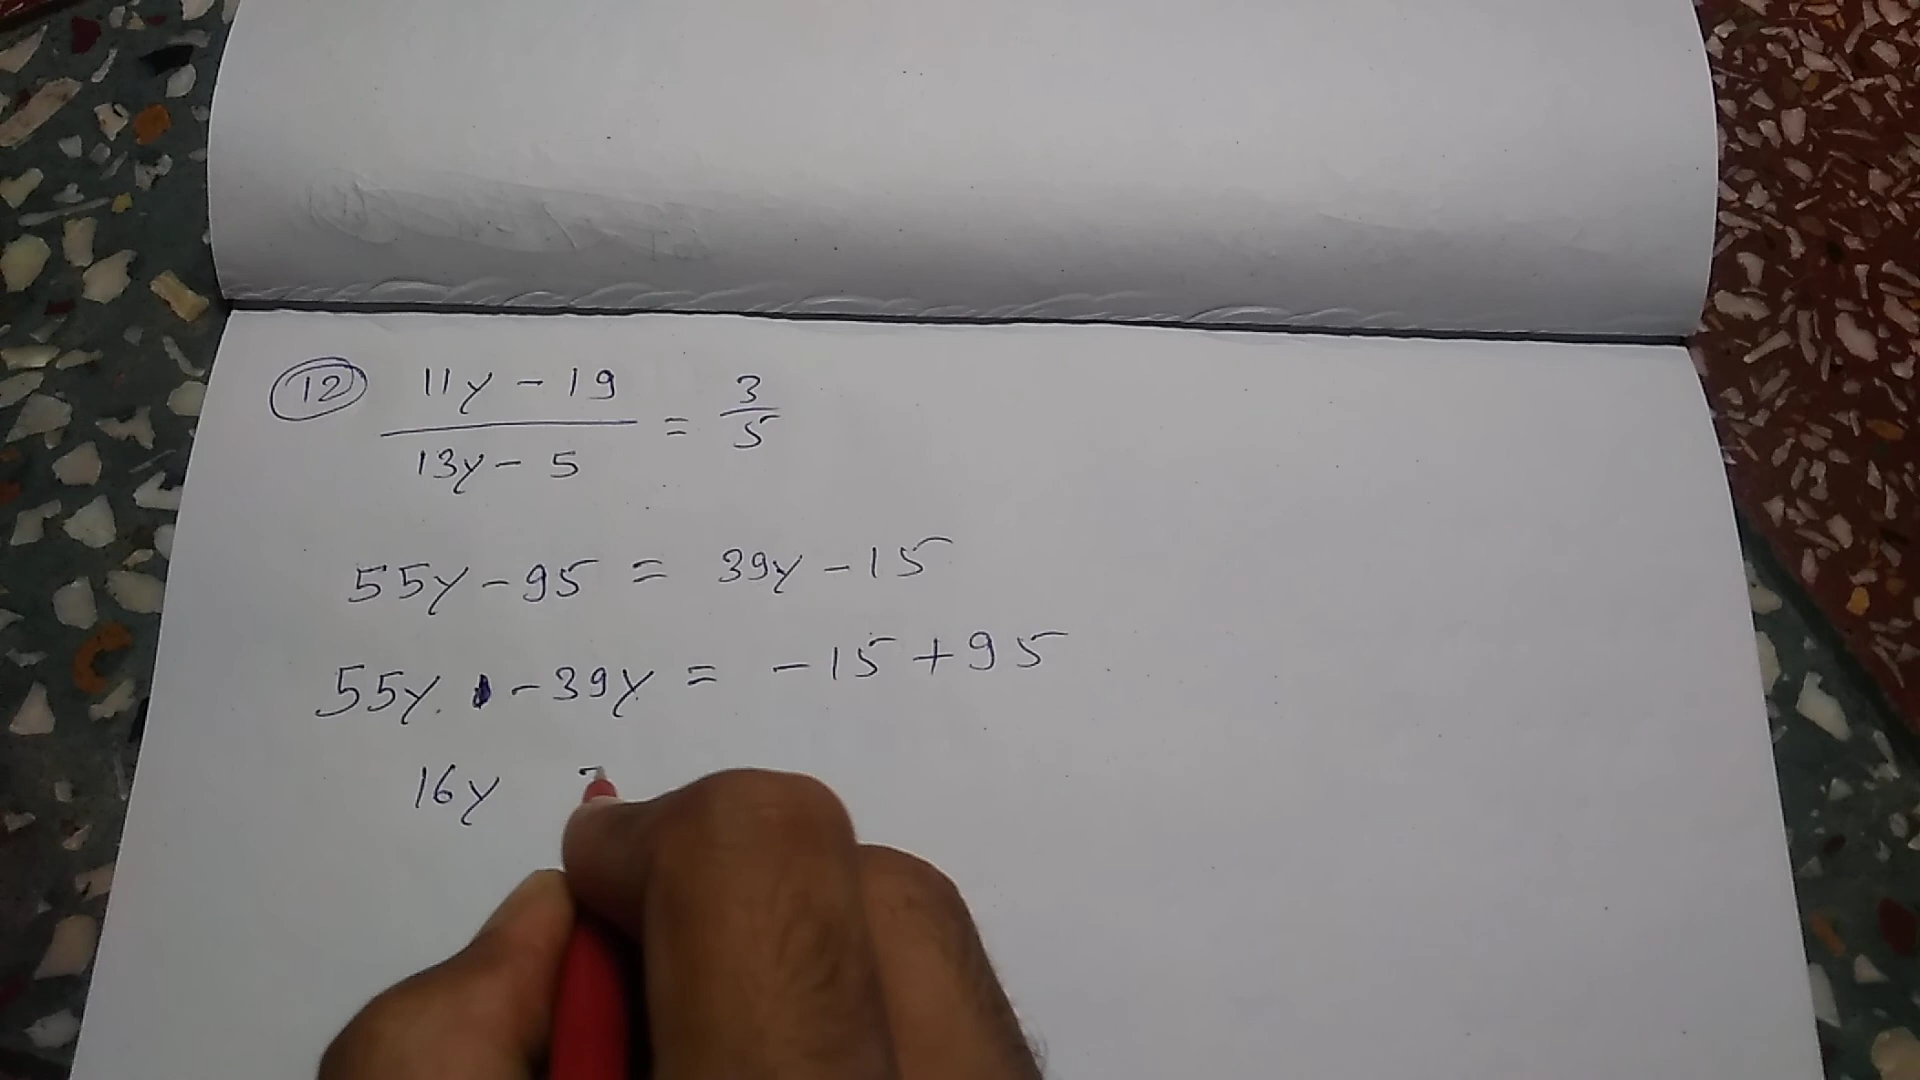 12 11y - 19 / 13y - 5 = 3 / 5
55y - 95 = 39y - 15
55y - 39y = - 15 + 95
16y